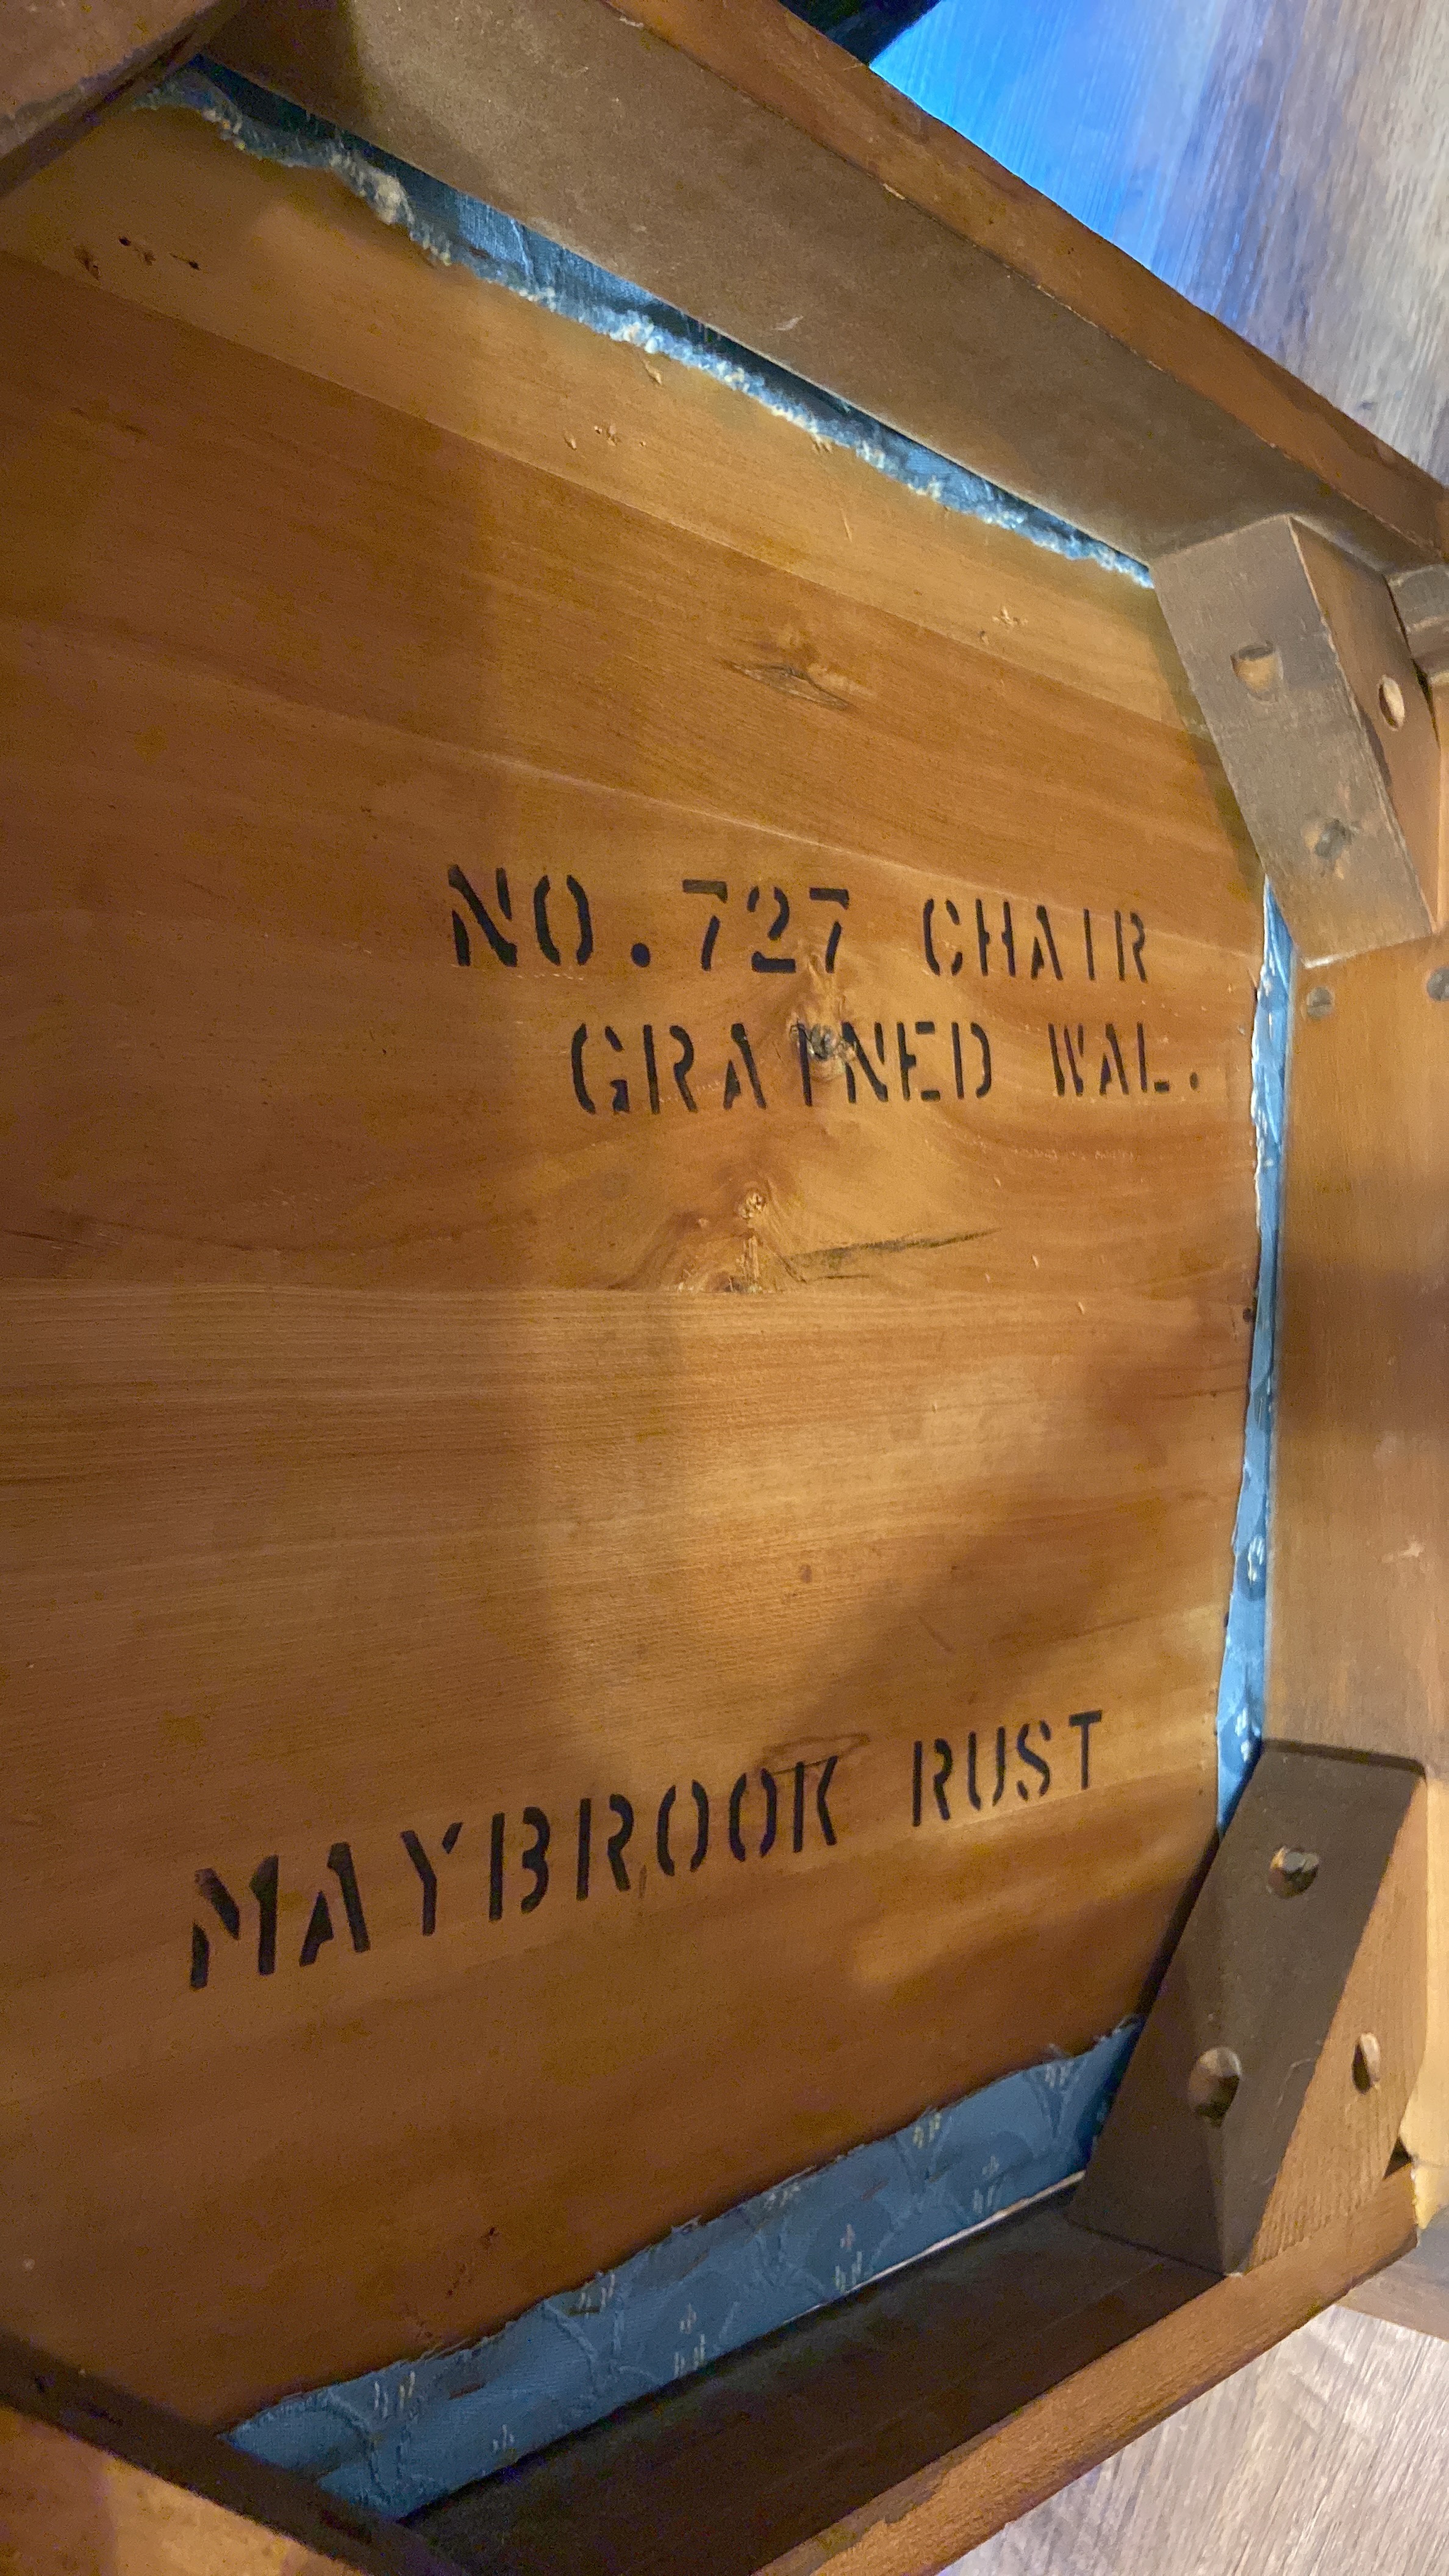 NO.727 CHAIR
GRAINED WAL.
MAYBROOK RUST